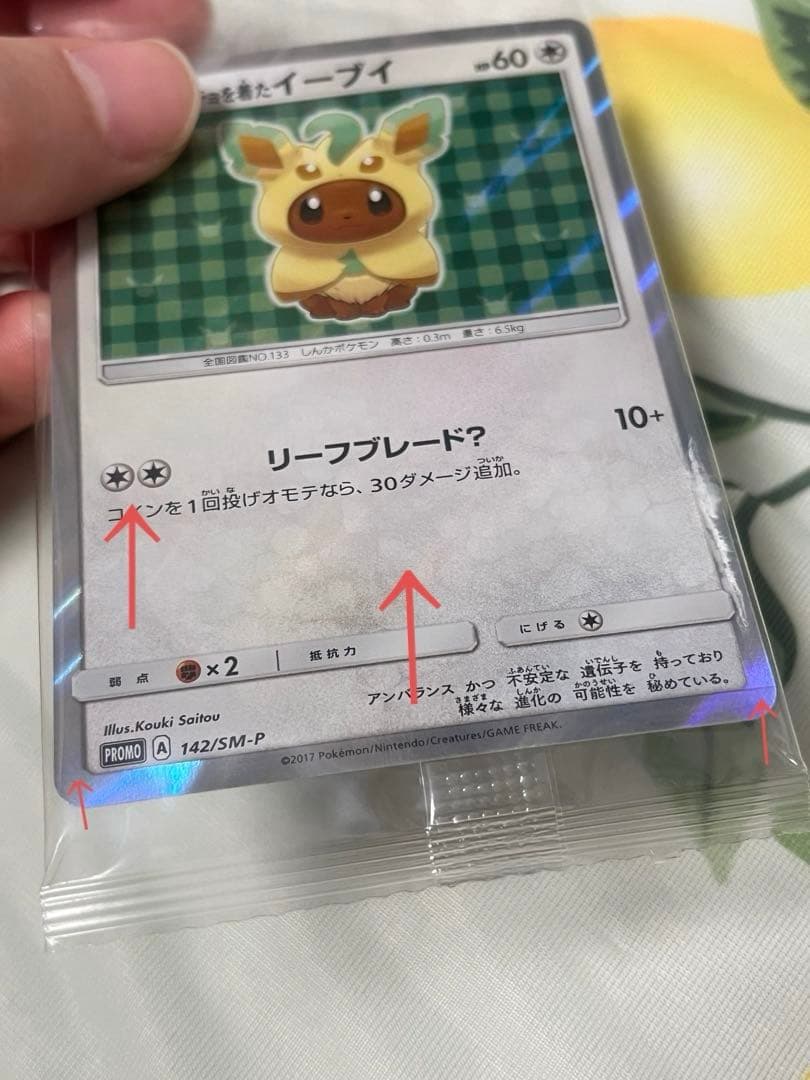 を着たイーブイ HP60
全国図鑑NO.133 しんかポケモン 高さ:0.3m 重さ:6.5kg
リーフブレード? 10+
コインを1回投げオモテなら、30ダメージ追加。
弱点 ×2 抵抗力 にげる
アンバランス かつ 不安定な 遺伝子を 持っており
様々な 進化の 可能性を 秘めている。
Illus.Kouki Saitou
PROMO A 142/SM-P
©2017 Pokémon/Nintendo/Creatures/GAME FREAK.